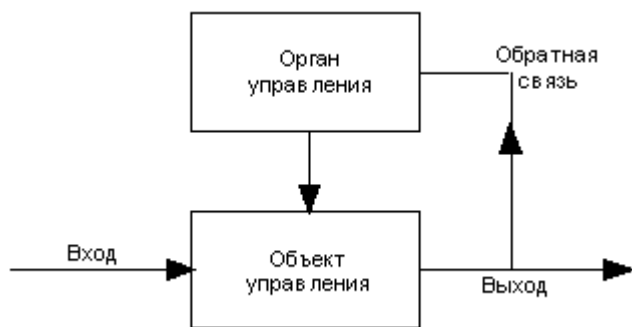 Орган
управления
Обратная
связь
Вход
Объект
управления
Выход